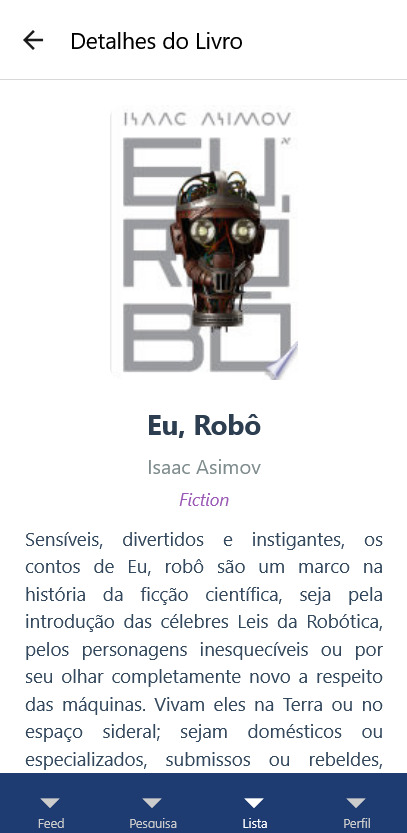 Detalhes do Livro
ISAAC ASIMOV
EU,
ROBÔ
Eu, Robô
Isaac Asimov
Fiction
Sensíveis, divertidos e instigantes, os
contos de Eu, robô são um marco na
história da ficção científica, seja pela
introdução das célebres Leis da Robótica,
pelos personagens inesquecíveis ou por
seu olhar completamente novo a respeito
das máquinas. Vivam eles na Terra ou no
espaço sideral; sejam domésticos ou
especializados, submissos ou rebeldes,
Feed
Pesquisa
Lista
Perfil